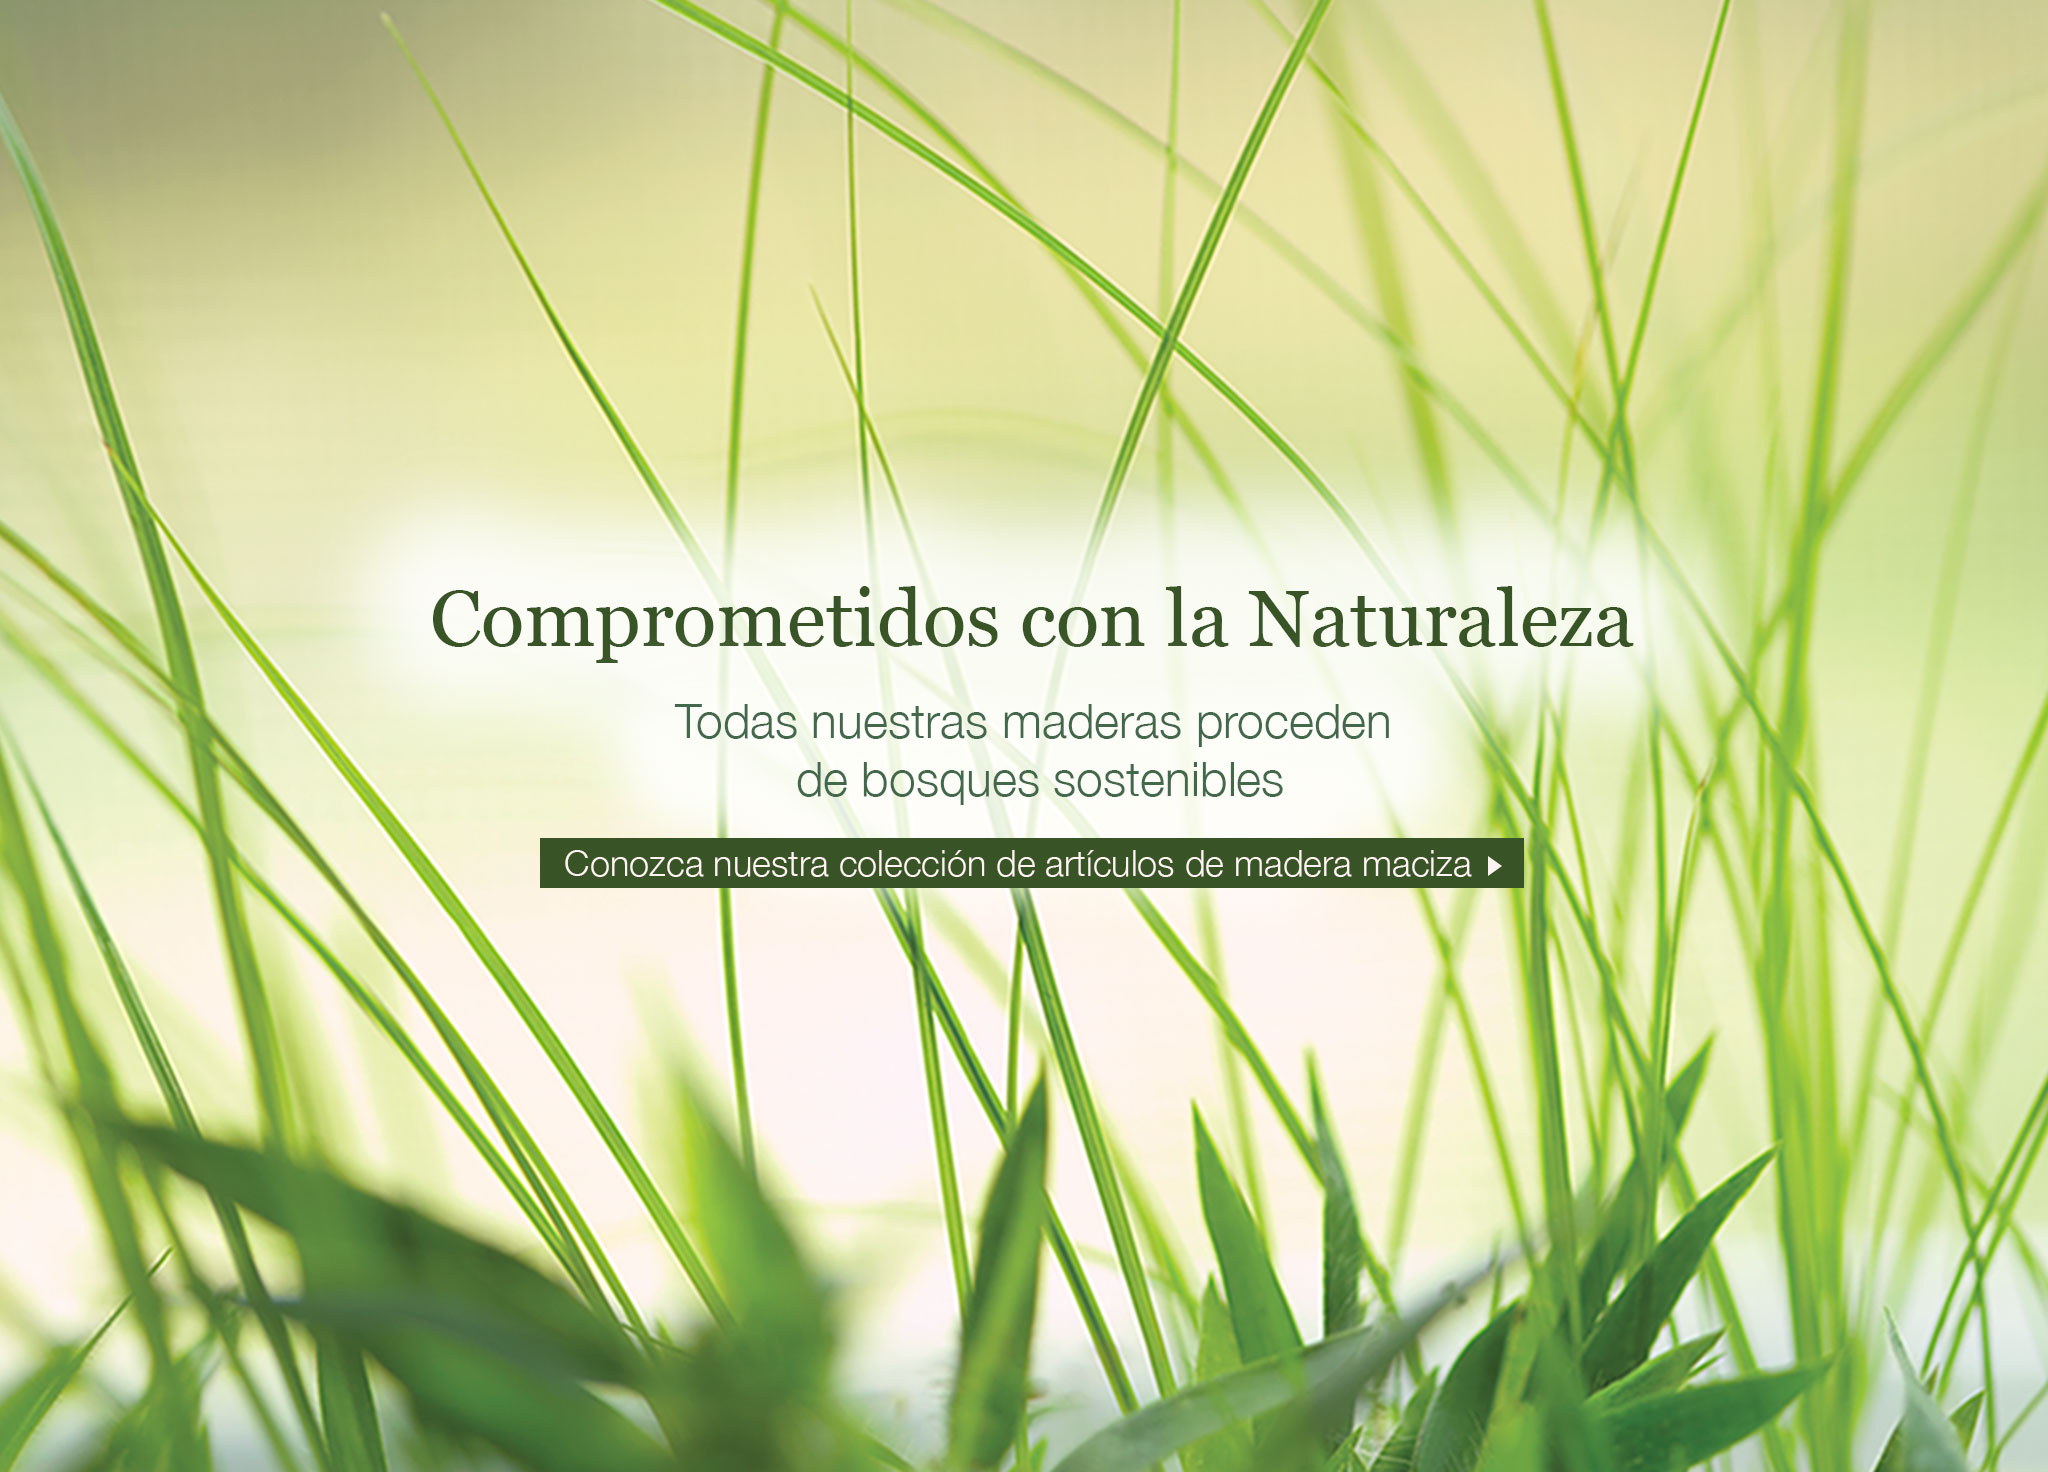 Comprometidos con la Naturaleza
Todas nuestras maderas proceden
de bosques sostenibles
Conozca nuestra colección de artículos de madera maciza